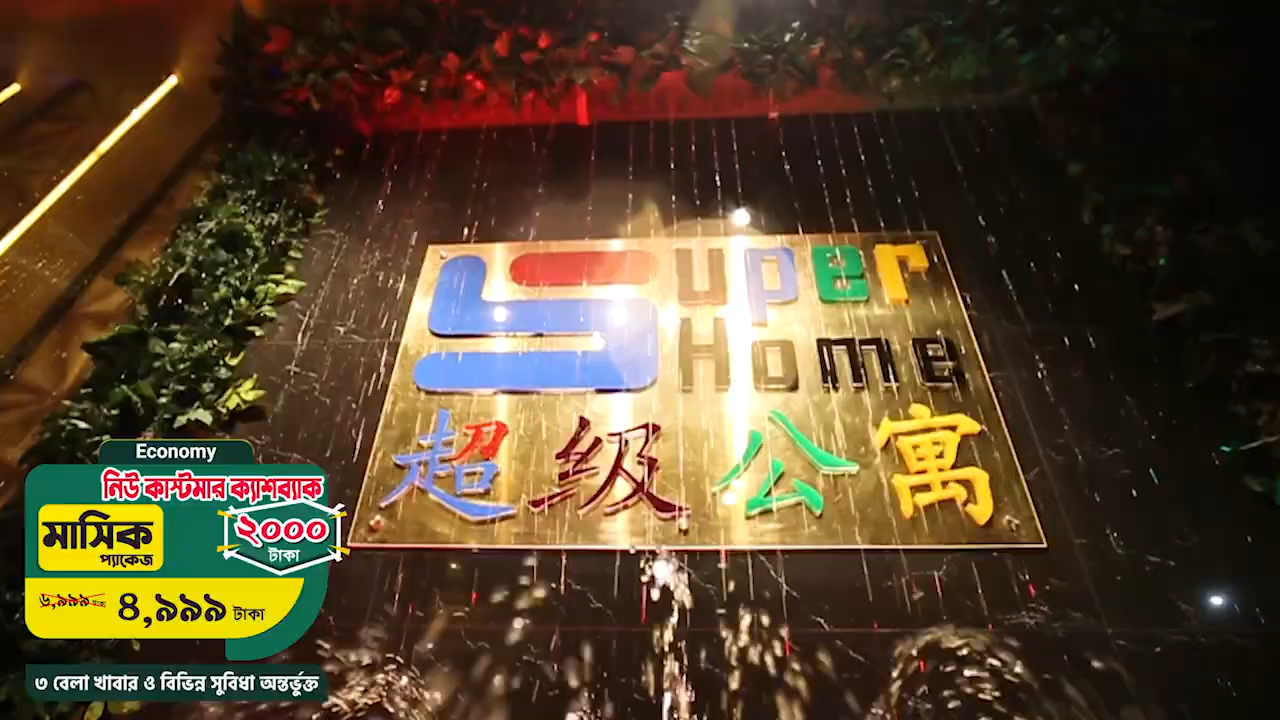 Super
Home
超级公寓
Economy
নিউ কাস্টমার ক্যাশব্যাক
মাসিক
প্যাকেজ
২০০০
টাকা
৬,৯৯৯ টাকা
৪,৯৯৯ টাকা
৩ বেলা খাবার ও বিভিন্ন সুবিধা অন্তর্ভুক্ত